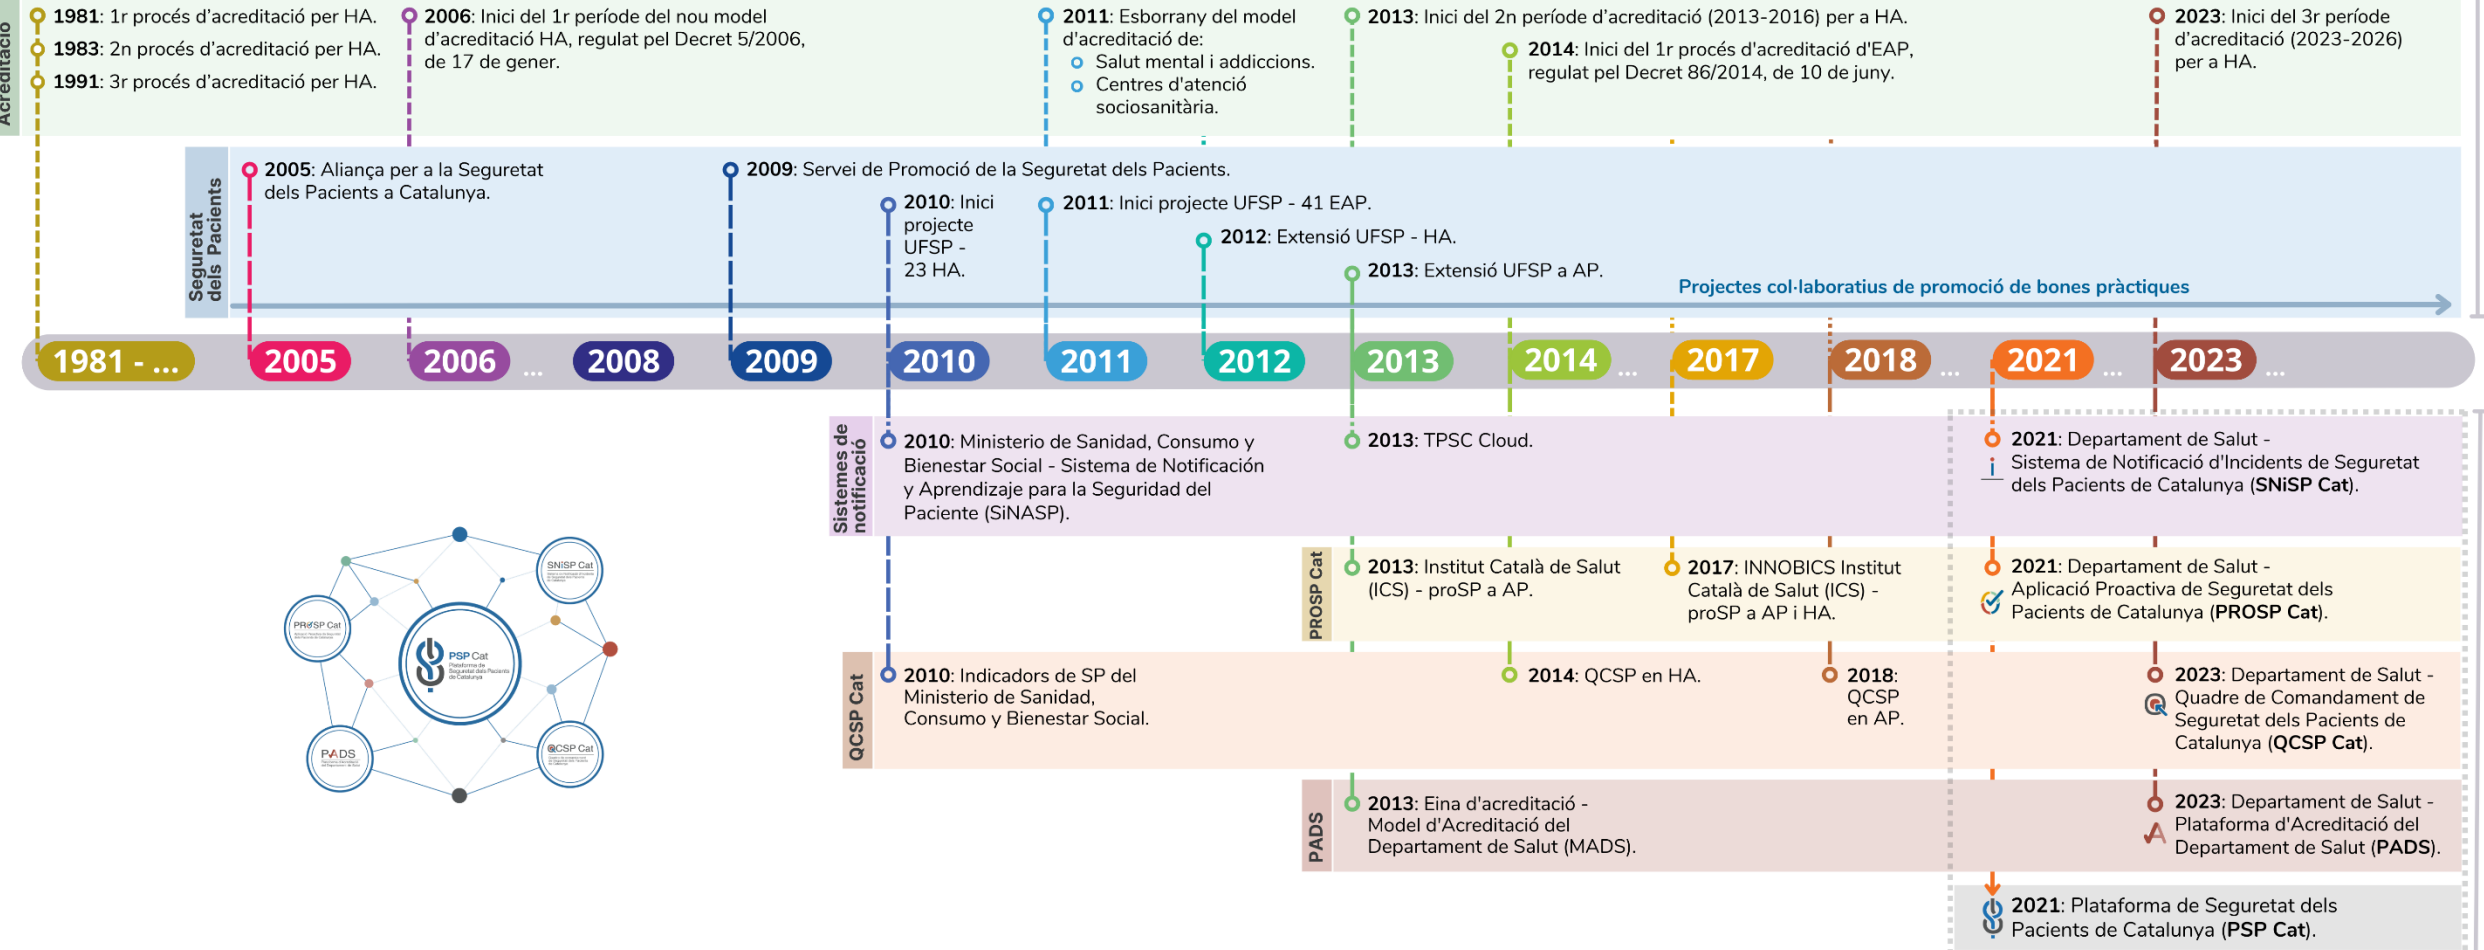 Acreditació
1981: 1r procés d'acreditació per HA.
1983: 2n procés d'acreditació per HA.
1991: 3r procés d'acreditació per HA.
2006: Inici del 1r període del nou model
d'acreditació HA, regulat pel Decret 5/2006,
de 17 de gener.
2011: Esborrany del model
d'acreditació de:
Salut mental i addiccions.
Centres d'atenció
sociosanitària.
2013: Inici del 2n període d'acreditació (2013-2016) per a HA.
2014: Inici del 1r procés d'acreditació d'EAP,
regulat pel Decret 86/2014, de 10 de juny.
2023: Inici del 3r període
d'acreditació (2023-2026)
per a HA.
Seguretat
dels Pacients
2005: Aliança per a la Seguretat
dels Pacients a Catalunya.
2009: Servei de Promoció de la Seguretat dels Pacients.
2010: Inici
projecte
UFSP -
23 HA.
2011: Inici projecte UFSP - 41 EAP.
2012: Extensió UFSP - HA.
2013: Extensió UFSP a AP.
Projectes col·laboratius de promoció de bones pràctiques
1981 - ... 2005 2006 ... 2008 2009 2010 2011 2012 2013 2014 ... 2017 2018 ... 2021 ... 2023 ...
Sistemes de
notificació
2010: Ministerio de Sanidad, Consumo y
Bienestar Social - Sistema de Notificación
y Aprendizaje para la Seguridad del
Paciente (SiNASP).
2013: TPSC Cloud.
2021: Departament de Salut -
Sistema de Notificació d'Incidents de Seguretat
dels Pacients de Catalunya (SNiSP Cat).
PROSP Cat
2013: Institut Català de Salut
(ICS) - proSP a AP.
2017: INNOBICS Institut
Català de Salut (ICS) -
proSP a AP i HA.
2021: Departament de Salut -
Aplicació Proactiva de Seguretat dels
Pacients de Catalunya (PROSP Cat).
QCSP Cat
2010: Indicadors de SP del
Ministerio de Sanidad,
Consumo y Bienestar Social.
2014: QCSP en HA.
2018:
QCSP
en AP.
2023: Departament de Salut -
Quadre de Comandament de
Seguretat dels Pacients de
Catalunya (QCSP Cat).
PADS
2013: Eina d'acreditació -
Model d'Acreditació del
Departament de Salut (MADS).
2023: Departament de Salut -
Plataforma d'Acreditació del
Departament de Salut (PADS).
2021: Plataforma de Seguretat dels
Pacients de Catalunya (PSP Cat).
SNiSP Cat
PROSP Cat
PSP Cat
Plataforma de
Seguretat dels Pacients
de Catalunya
PADS
QCSP Cat